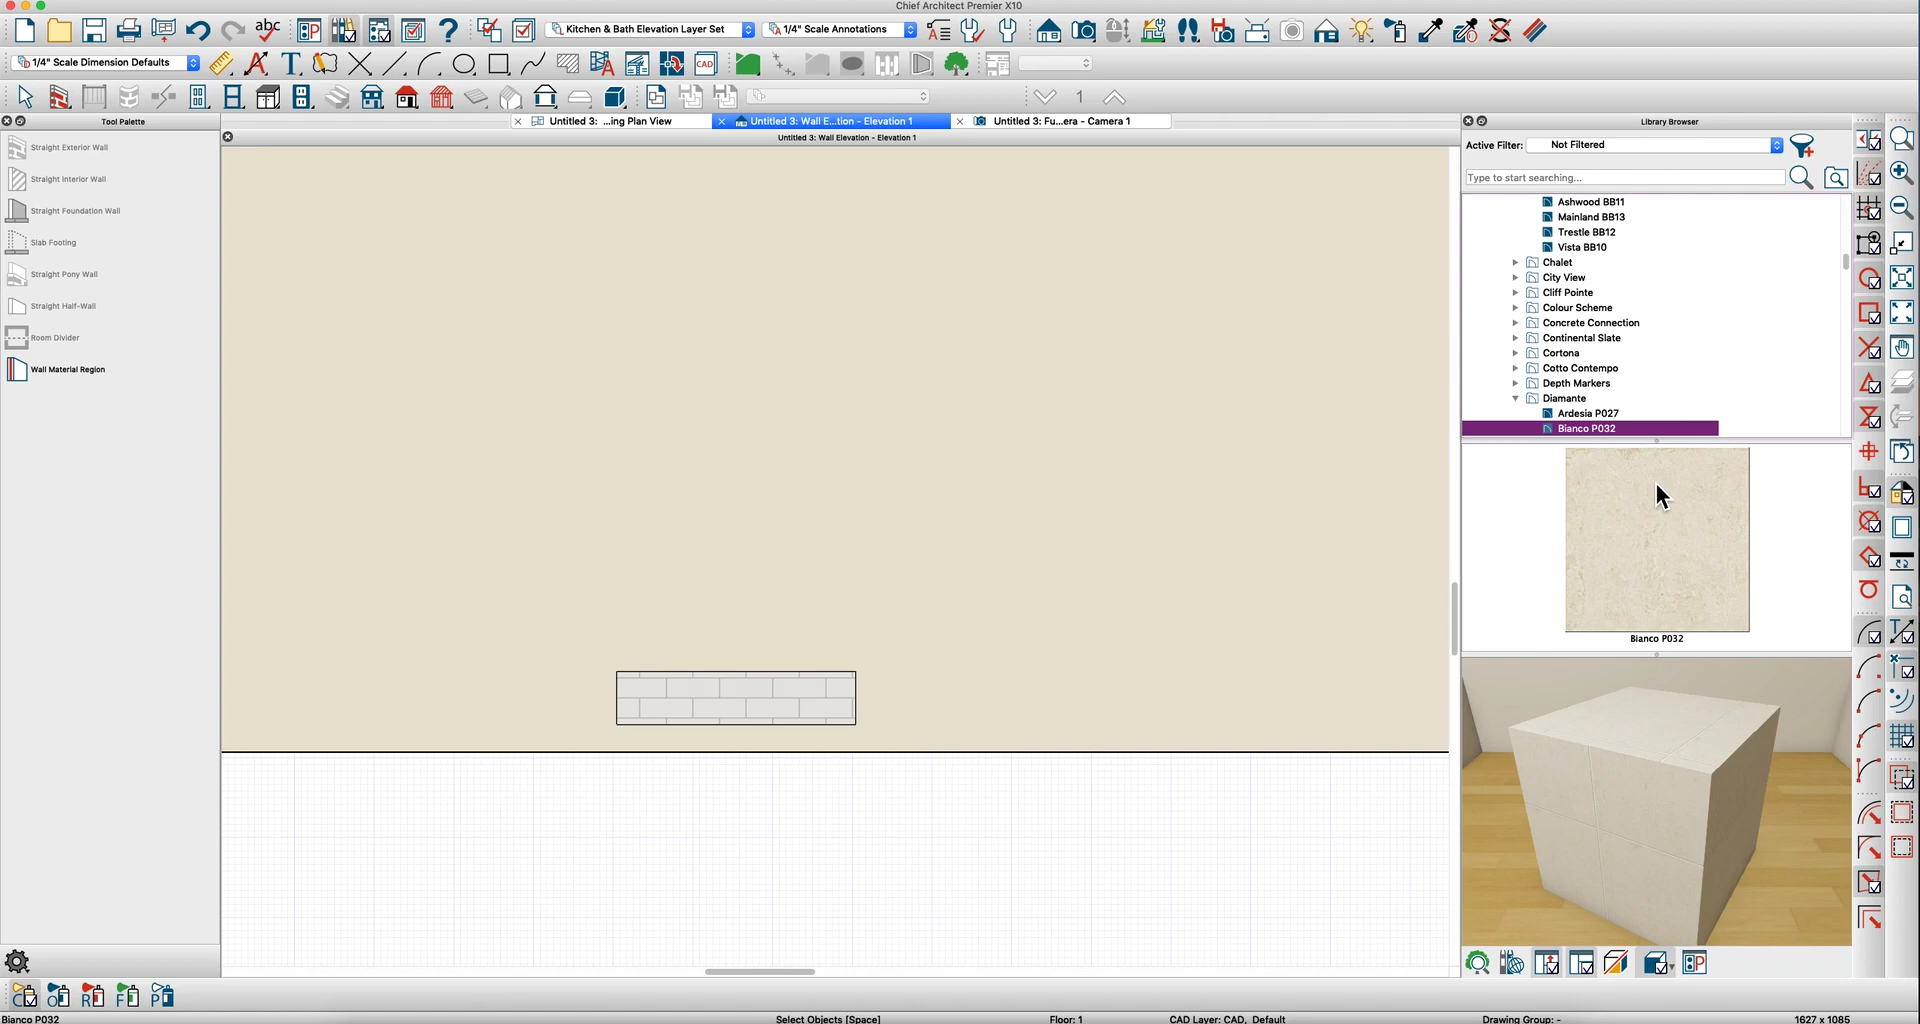 Chief Architect Premier X10
abc
Kitchen & Bath Elevation Layer Set
1/4" Scale Annotations
1/4" Scale Dimension Defaults
CAD
1
Tool Palette
Untitled 3: ...ing Plan View
Untitled 3: Wall E...tion - Elevation 1
Untitled 3: Fu...era - Camera 1
Untitled 3: Wall Elevation - Elevation 1
Straight Exterior Wall
Straight Interior Wall
Straight Foundation Wall
Slab Footing
Straight Pony Wall
Straight Half-Wall
Room Divider
Wall Material Region
Library Browser
Active Filter:
Not Filtered
Type to start searching...
Ashwood BB11
Mainland BB13
Trestle BB12
Vista BB10
Chalet
City View
Cliff Pointe
Colour Scheme
Concrete Connection
Continental Slate
Cortona
Cotto Contempo
Depth Markers
Diamante
Ardesia P027
Bianco P032
Bianco P032
Bianco P032
Select Objects [Space]
Floor: 1
CAD Layer: CAD, Default
Drawing Group: -
1627 x 1085